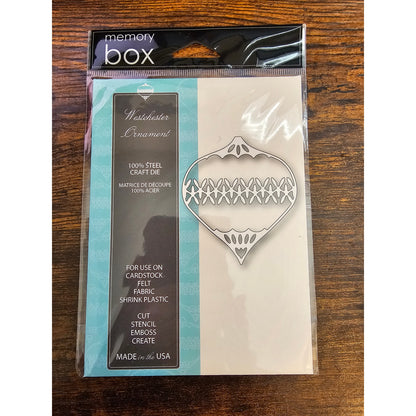 memory
box
Westchester
Ornament
100% STEEL
CRAFT DIE
MATRICE DE DÉCOUPE
100% ACIER
FOR USE ON
CARDSTOCK
FELT
FABRIC
SHRINK PLASTIC
CUT
STENCIL
EMBOSS
CREATE
MADE in the USA